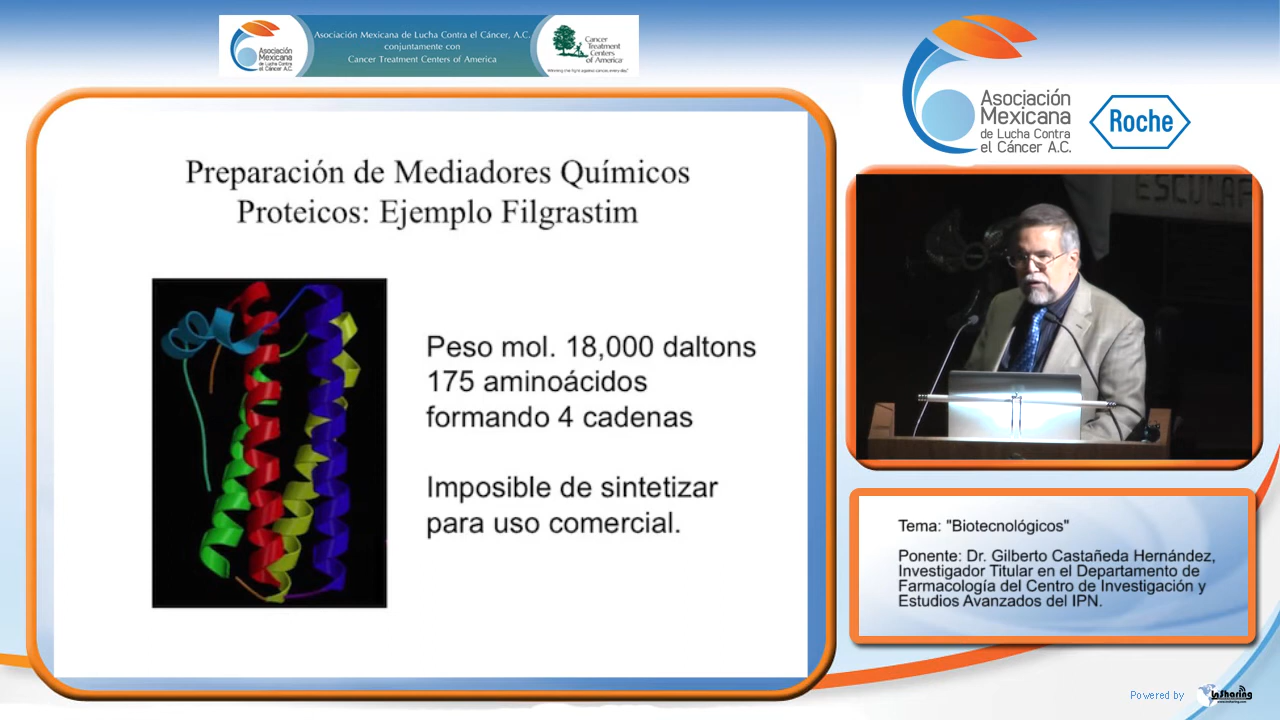 Asociación
Mexicana
de Lucha Contra
el Cáncer A.C.
Asociación Mexicana de Lucha Contra el Cáncer, A.C.
conjuntamente con
Cancer Treatment Centers of America
Cancer
Treatment
Centers
of America
Winning the fight against cancer, every day.
Asociación
Mexicana
de Lucha Contra
el Cáncer A.C.
Roche
Preparación de Mediadores Químicos
Proteicos: Ejemplo Filgrastim
Peso mol. 18,000 daltons
175 aminoácidos
formando 4 cadenas
Imposible de sintetizar
para uso comercial.
ESCULAP
Tema: "Biotecnológicos"
Ponente: Dr. Gilberto Castañeda Hernández,
Investigador Titular en el Departamento de
Farmacología del Centro de Investigación y
Estudios Avanzados del IPN.
Powered by
InSharing